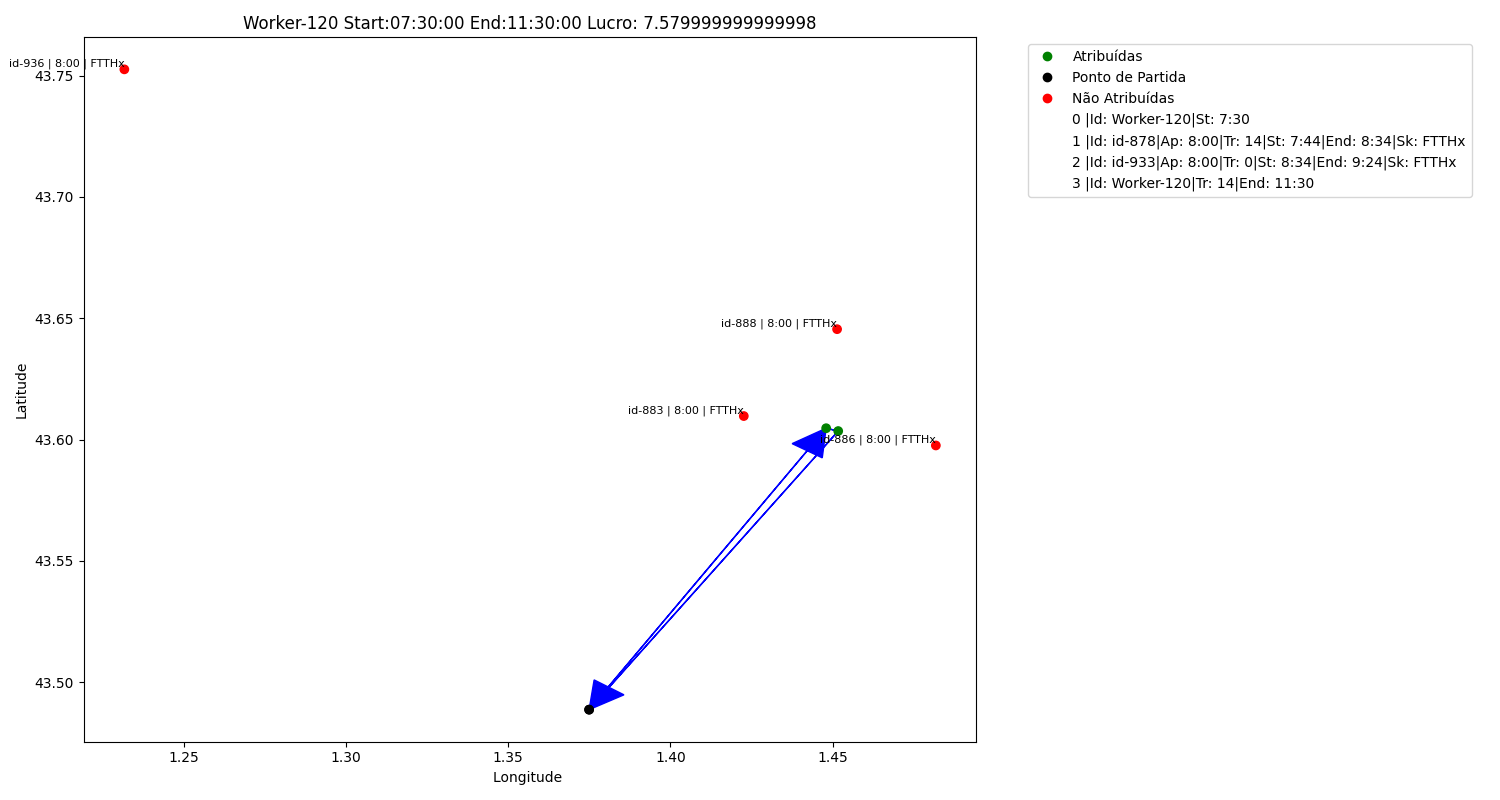 Worker-120 Start:07:30:00 End:11:30:00 Lucro: 7.579999999999998
Atribuídas
Ponto de Partida
Não Atribuídas
0 |Id: Worker-120|St: 7:30
1 |Id: id-878|Ap: 8:00|Tr: 14|St: 7:44|End: 8:34|Sk: FTTHx
2 |Id: id-933|Ap: 8:00|Tr: 0|St: 8:34|End: 9:24|Sk: FTTHx
3 |Id: Worker-120|Tr: 14|End: 11:30
id-936 | 8:00 | FTTHx
id-888 | 8:00 | FTTHx
id-883 | 8:00 | FTTHx
id-886 | 8:00 | FTTHx
43.75
43.70
43.65
43.60
43.55
43.50
Latitude
1.25
1.30
1.35
1.40
1.45
Longitude